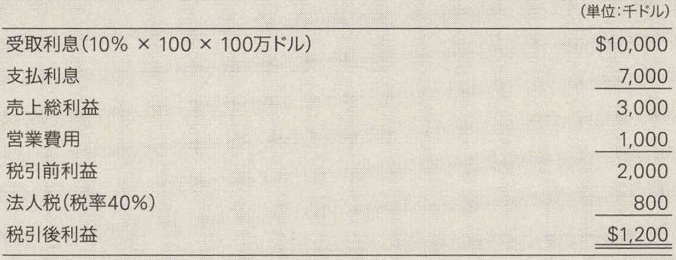 (単位:千ドル)
受取利息(10% × 100 × 100万ドル) $10,000
支払利息 7,000
売上総利益 3,000
営業費用 1,000
税引前利益 2,000
法人税(税率40%) 800
税引後利益 $1,200